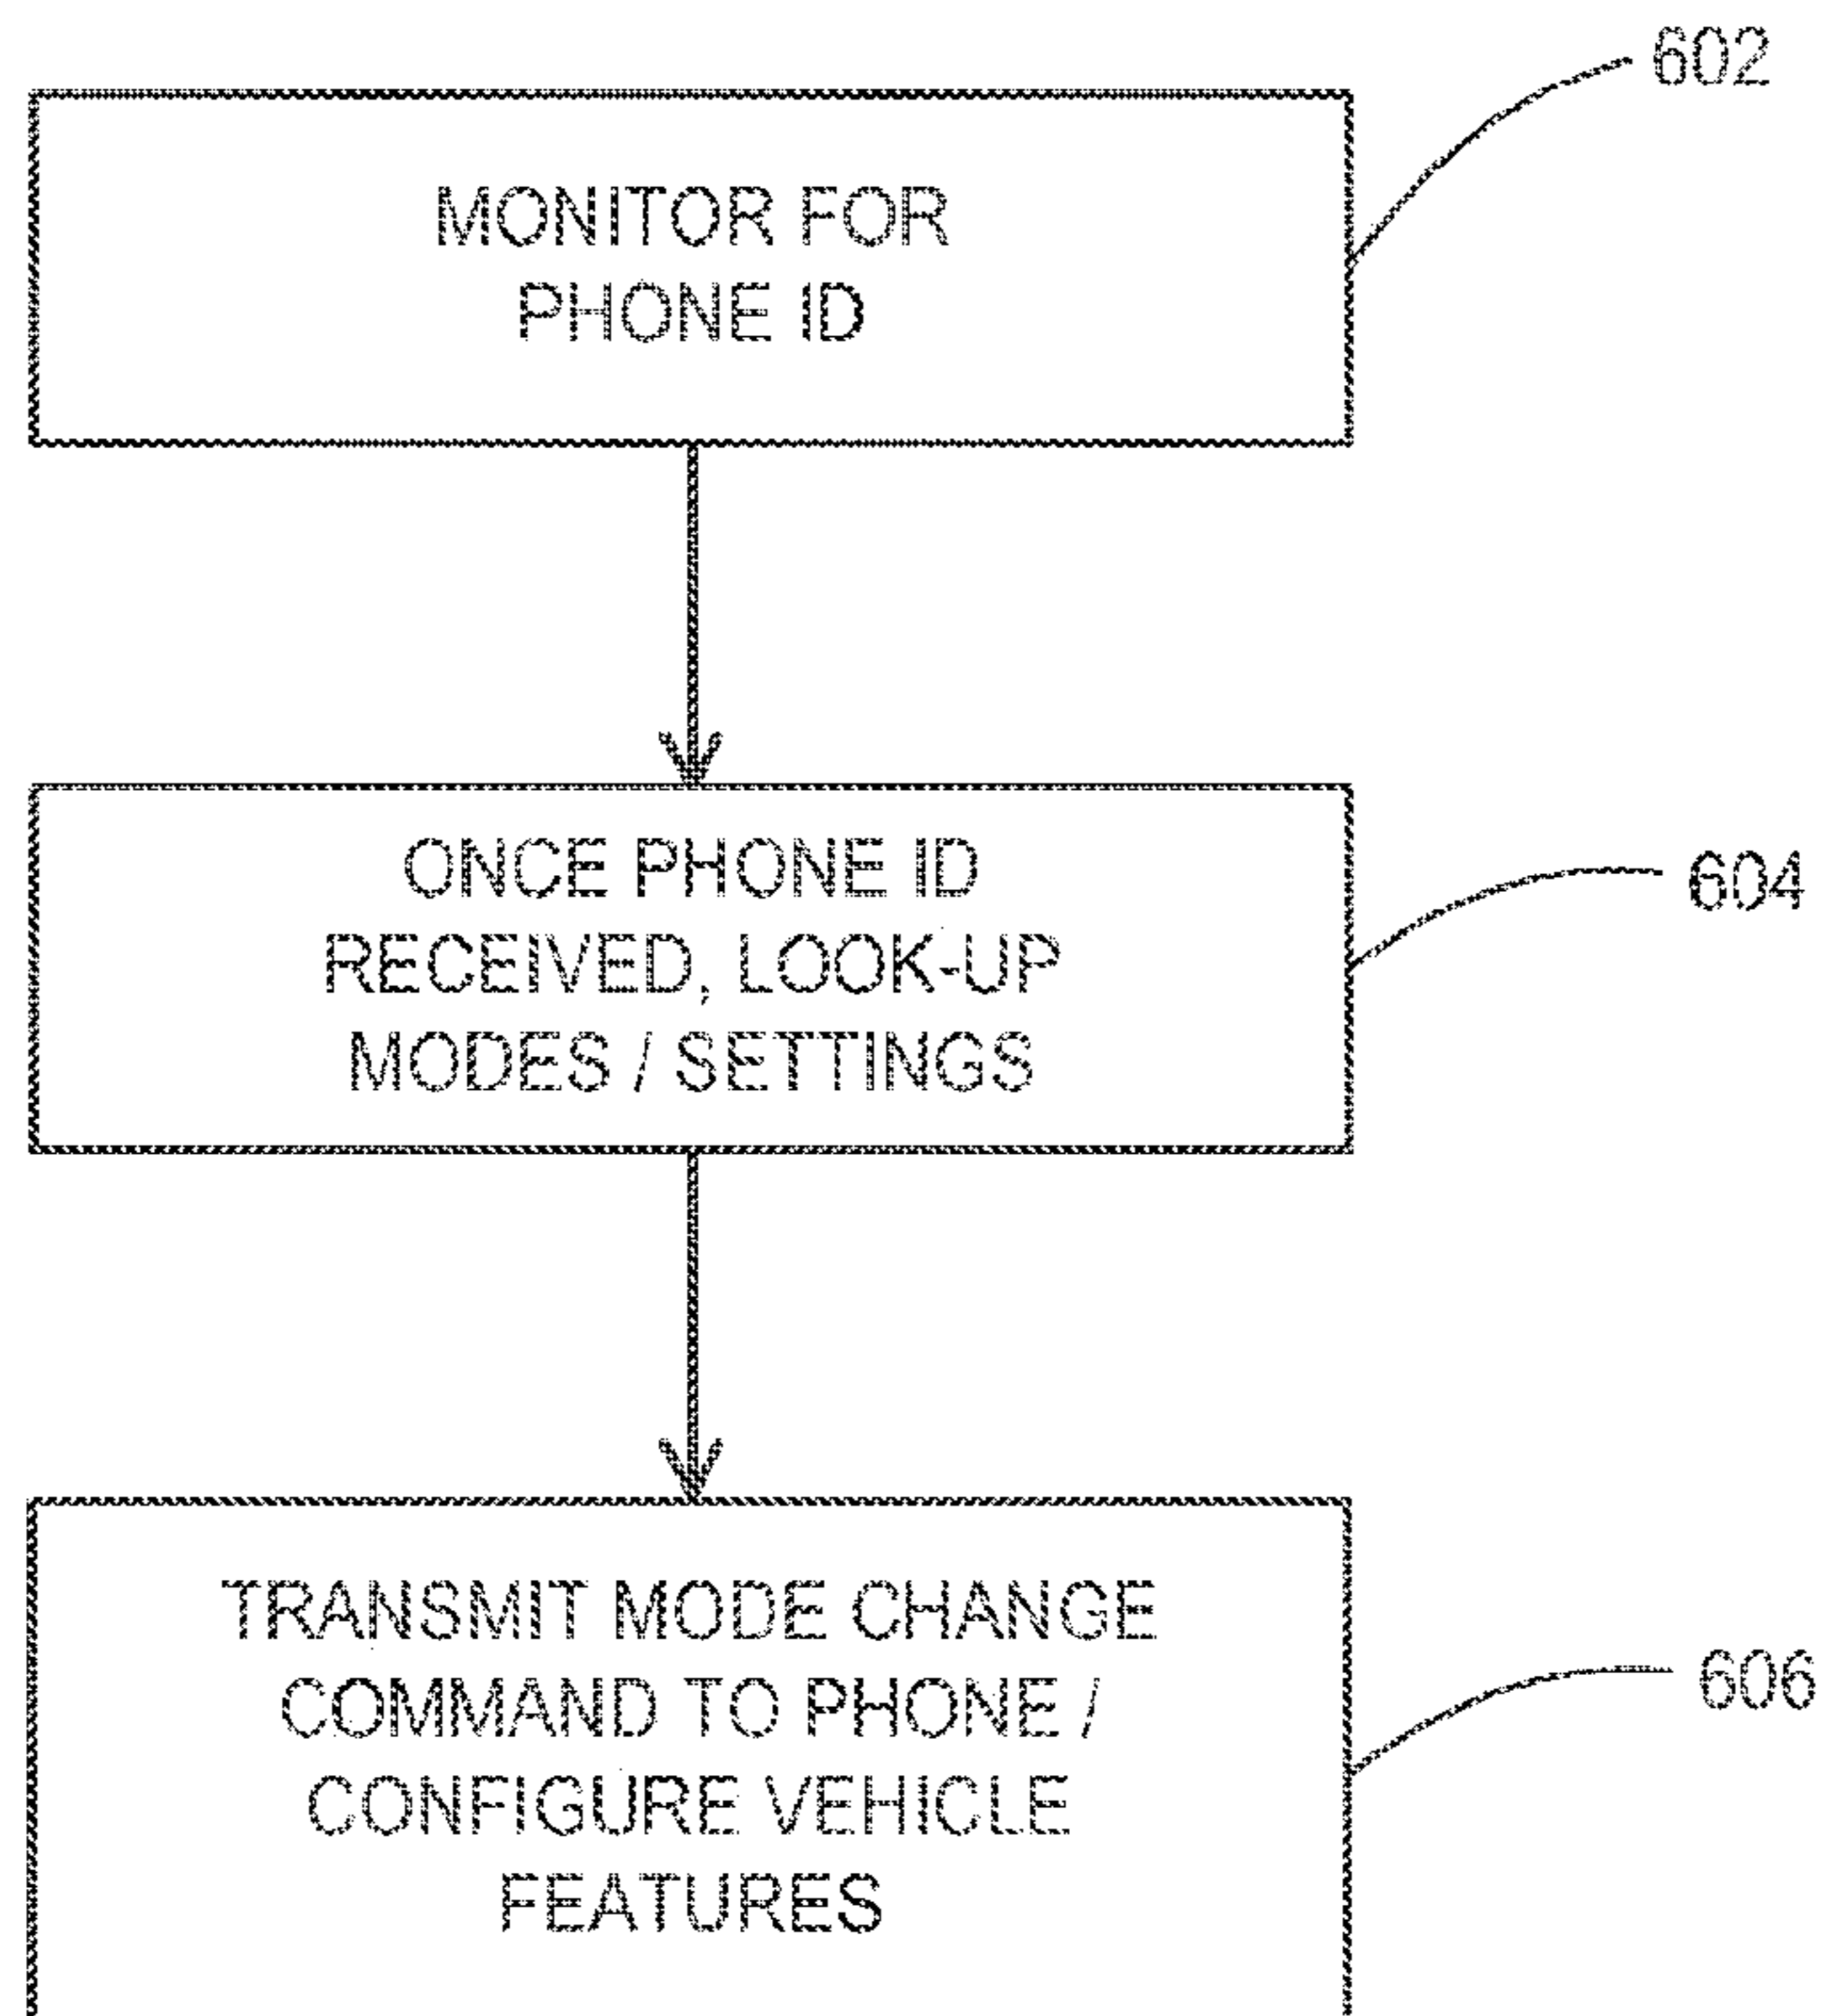 602
MONITOR FOR
PHONE ID
ONCE PHONE ID
RECEIVED, LOOK-UP
MODES / SETTINGS
604
TRANSMIT MODE CHANGE
COMMAND TO PHONE /
CONFIGURE VEHICLE
FEATURES
606